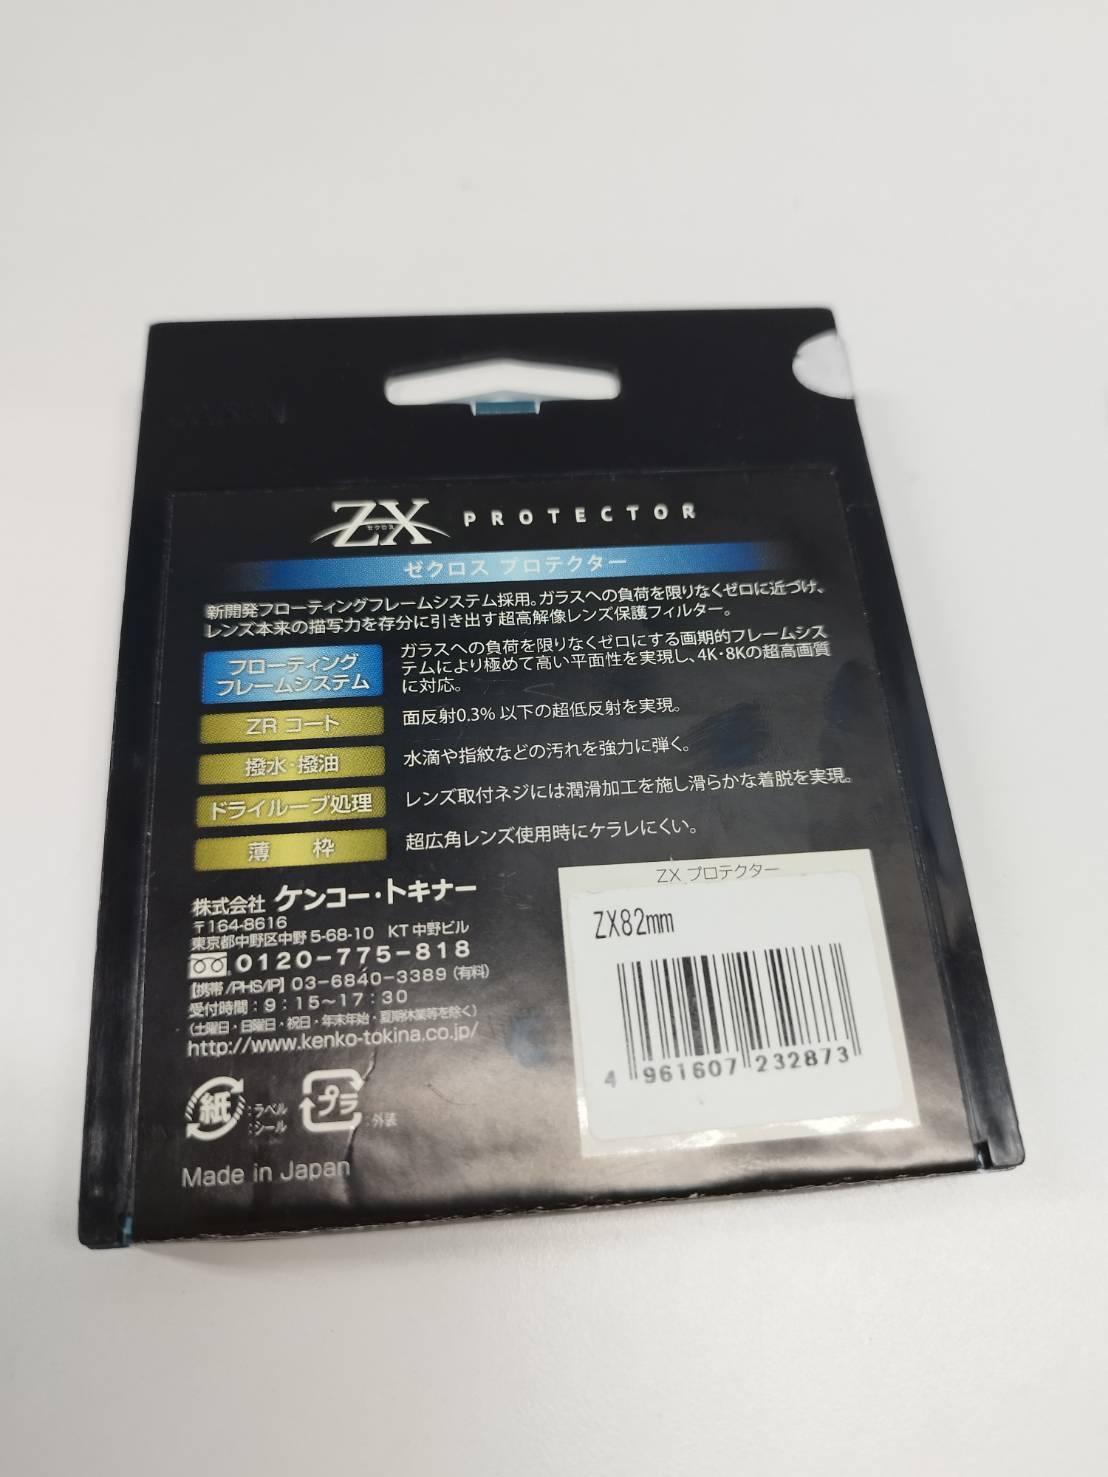 ZX
ゼクロス
PROTECTOR
ゼクロス プロテクター
新開発フローティングフレームシステム採用。ガラスへの負荷を限りなくゼロに近づけ、
レンズ本来の描写力を存分に引き出す超高解像レンズ保護フィルター。
フローティング
フレームシステム
ガラスへの負荷を限りなくゼロにする画期的フレームシス
テムにより極めて高い平面性を実現し、4K・8Kの超高画質
に対応。
ZR コート
面反射0.3% 以下の超低反射を実現。
撥水・撥油
水滴や指紋などの汚れを強力に弾く。
ドライルーブ処理
レンズ取付ネジには潤滑加工を施し滑らかな着脱を実現。
薄 枠
超広角レンズ使用時にケラレにくい。
株式会社 ケンコー・トキナー
〒164-8616
東京都中野区中野 5-68-10 KT 中野ビル
0120-775-818
【携帯/PHS/IP】03-6840-3389（有料）
受付時間：9：15～17：30
（土曜日・日曜日・祝日・年末年始・夏期休業等を除く）
http://www.kenko-tokina.co.jp/
紙
：ラベル
：シール
プラ
：外装
Made in Japan
ZX プロテクター
ZX82mm
4 961607 232873